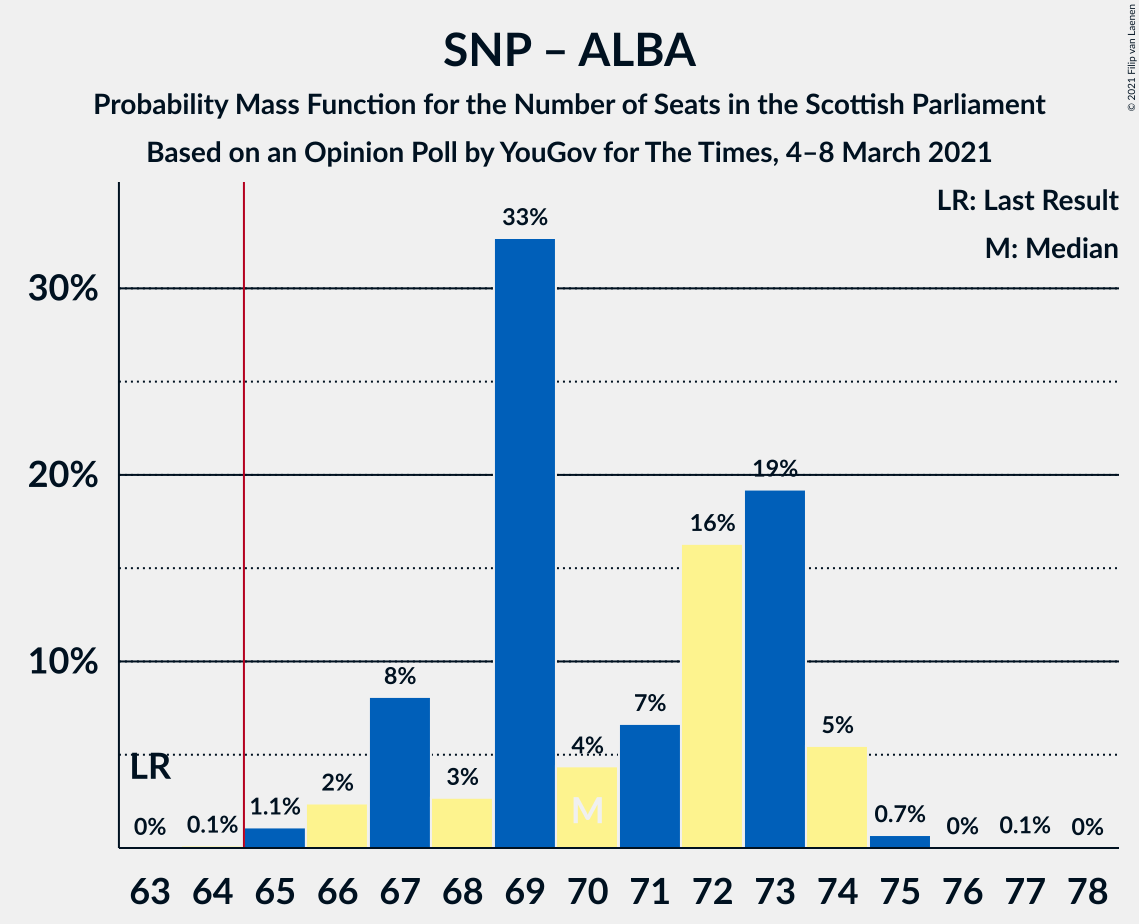 SNP – ALBA
Probability Mass Function for the Number of Seats in the Scottish Parliament
Based on an Opinion Poll by YouGov for The Times, 4–8 March 2021
© 2021 Filip van Laenen
LR: Last Result
M: Median
30%
20%
10%
LR
0%
0.1%
1.1%
2%
8%
3%
33%
4%
M
7%
16%
19%
5%
0.7%
0%
0.1%
0%
63 64 65 66 67 68 69 70 71 72 73 74 75 76 77 78